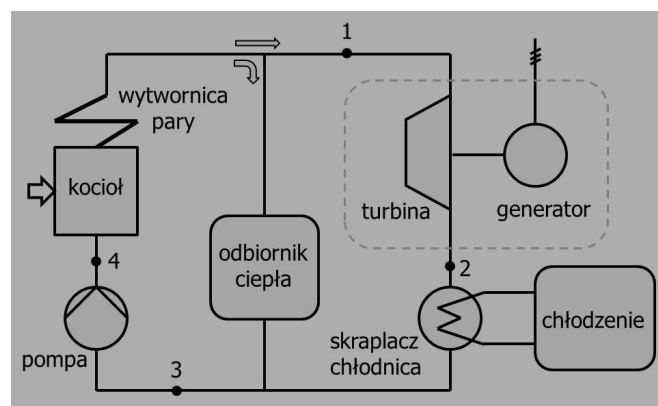 1
wytwornica
pary
kocioł
turbina
generator
4
odbiornik
ciepła
2
chłodzenie
skraplacz
chłodnica
pompa
3